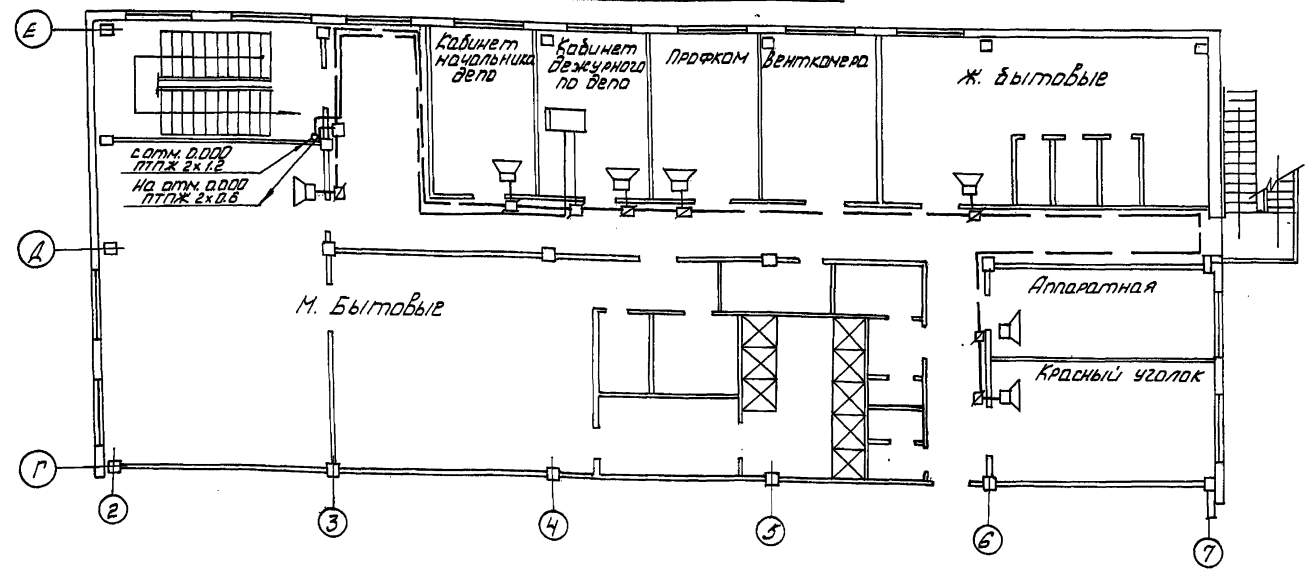 Е
Кабинет
начальника
депо
Кабинет
дежурного
по депо
Профком
Венткамера
Ж. бытовые
с отм. 0.000
ПТПЖ 2х1.2
На отм. 0.000
ПТПЖ 2х0.6
Д
М. Бытовые
Аппаратная
Красный уголок
Г
2
3
4
5
6
7